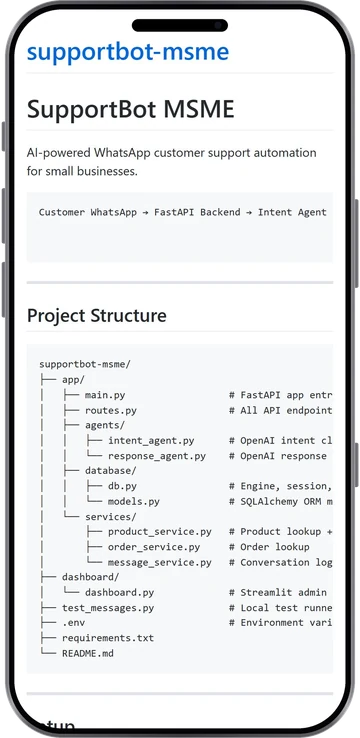 supportbot-msme
SupportBot MSME
AI-powered WhatsApp customer support automation
for small businesses.
Customer WhatsApp → FastAPI Backend → Intent Agent
Project Structure
supportbot-msme/
├── app/
│   ├── main.py                # FastAPI app entr
│   ├── routes.py              # All API endpoint
│   ├── agents/
│   │   ├── intent_agent.py    # OpenAI intent cl
│   │   └── response_agent.py  # OpenAI response
│   ├── database/
│   │   ├── db.py              # Engine, session,
│   │   └── models.py          # SQLAlchemy ORM m
│   └── services/
│       ├── product_service.py # Product lookup +
│       ├── order_service.py   # Order lookup
│       └── message_service.py # Conversation log
├── dashboard/
│   └── dashboard.py           # Streamlit admin
├── test_messages.py           # Local test runne
├── .env                       # Environment vari
├── requirements.txt
└── README.md